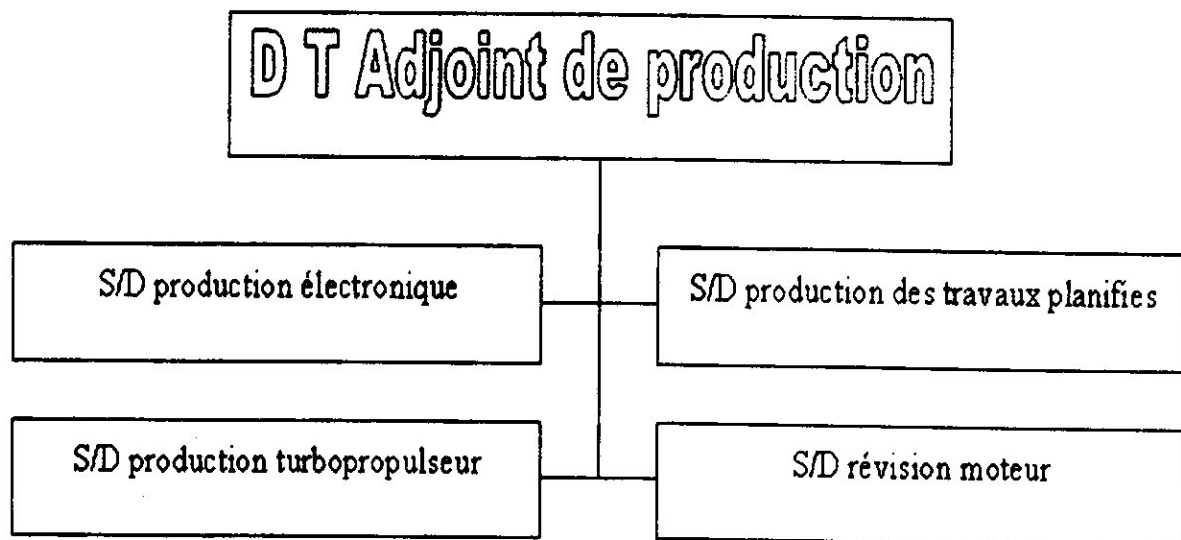 D T Adjoint de production
S/D production électronique
S/D production des travaux planifies
S/D production turbopropulseur
S/D révision moteur